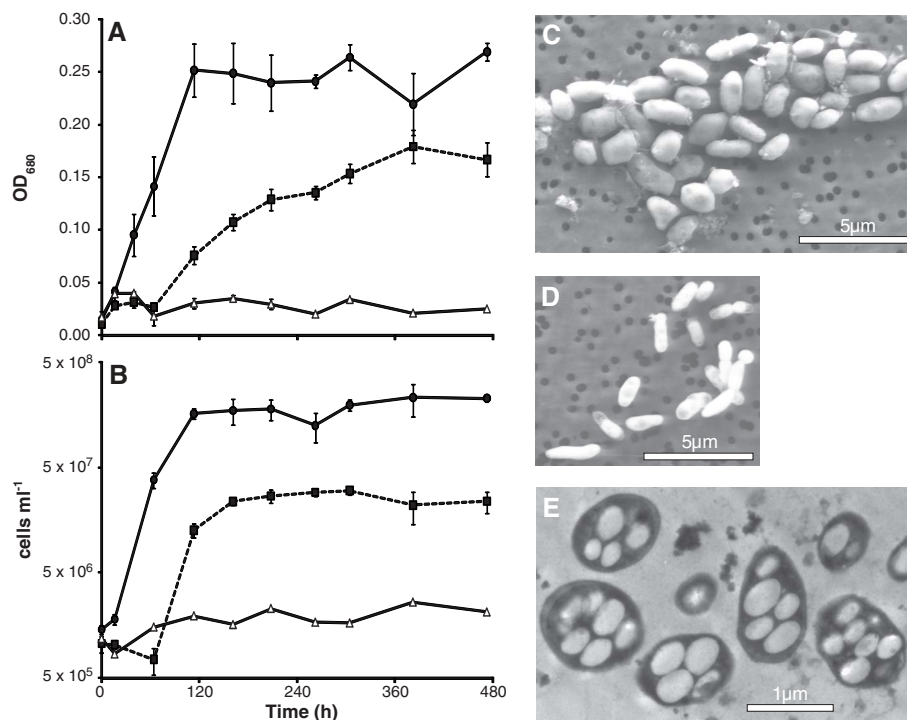 A
0.30
0.25
0.20
0.15
0.10
0.05
0.00
OD680
B
5 x 10^8
5 x 10^7
5 x 10^6
5 x 10^5
cells ml^-1
0
120
240
360
480
Time (h)
C
5µm
D
5µm
E
1µm